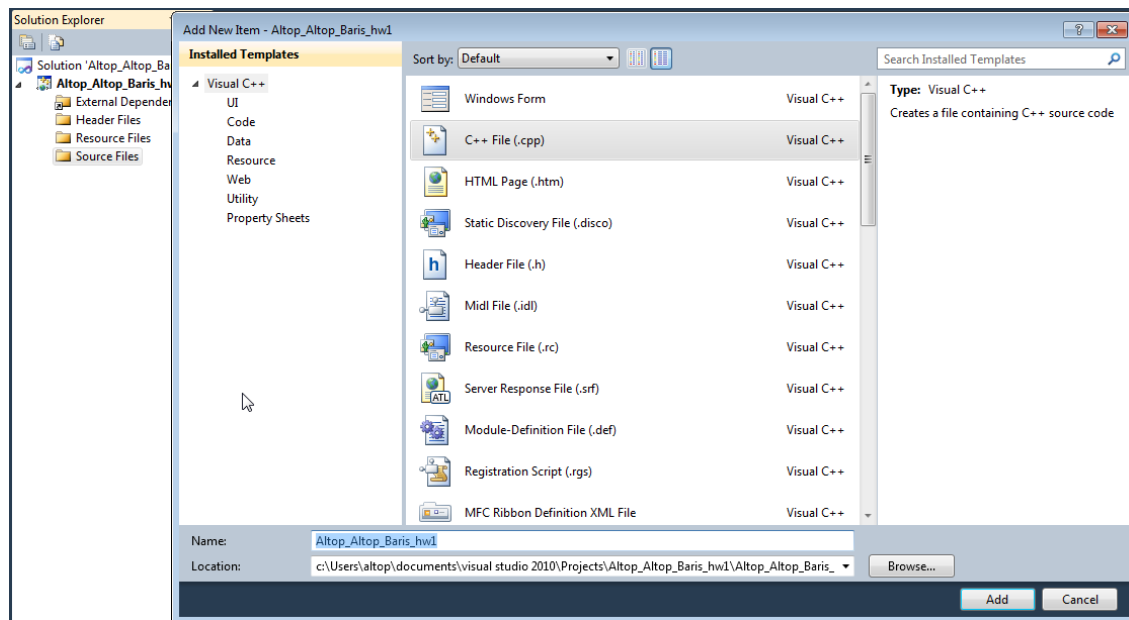 Solution Explorer
Solution 'Altop_Altop_Ba
Altop_Altop_Baris_hw
External Depender
Header Files
Resource Files
Source Files
Add New Item - Altop_Altop_Baris_hw1
Installed Templates
Visual C++
UI
Code
Data
Resource
Web
Utility
Property Sheets
Sort by: Default
Windows Form Visual C++
C++ File (.cpp) Visual C++
HTML Page (.htm) Visual C++
Static Discovery File (.disco) Visual C++
Header File (.h) Visual C++
Midl File (.idl) Visual C++
Resource File (.rc) Visual C++
Server Response File (.srf) Visual C++
Module-Definition File (.def) Visual C++
Registration Script (.rgs) Visual C++
MFC Ribbon Definition XML File Visual C++
Search Installed Templates
Type: Visual C++
Creates a file containing C++ source code
Name: Altop_Altop_Baris_hw1
Location: c:\Users\altop\documents\visual studio 2010\Projects\Altop_Altop_Baris_hw1\Altop_Altop_Baris_
Browse...
Add Cancel